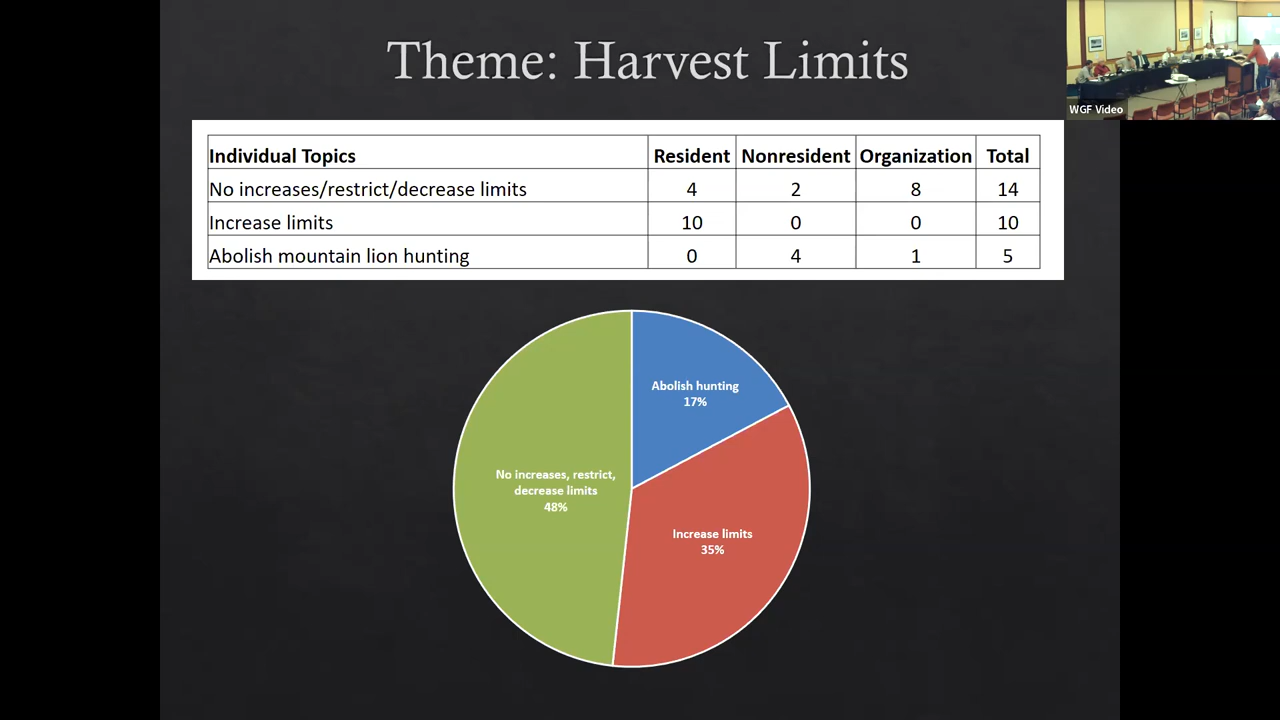 Theme: Harvest Limits
WGF Video
Individual Topics Resident Nonresident Organization Total
No increases/restrict/decrease limits 4 2 8 14
Increase limits 10 0 0 10
Abolish mountain lion hunting 0 4 1 5
Abolish hunting
17%
No increases, restrict,
decrease limits
48%
Increase limits
35%